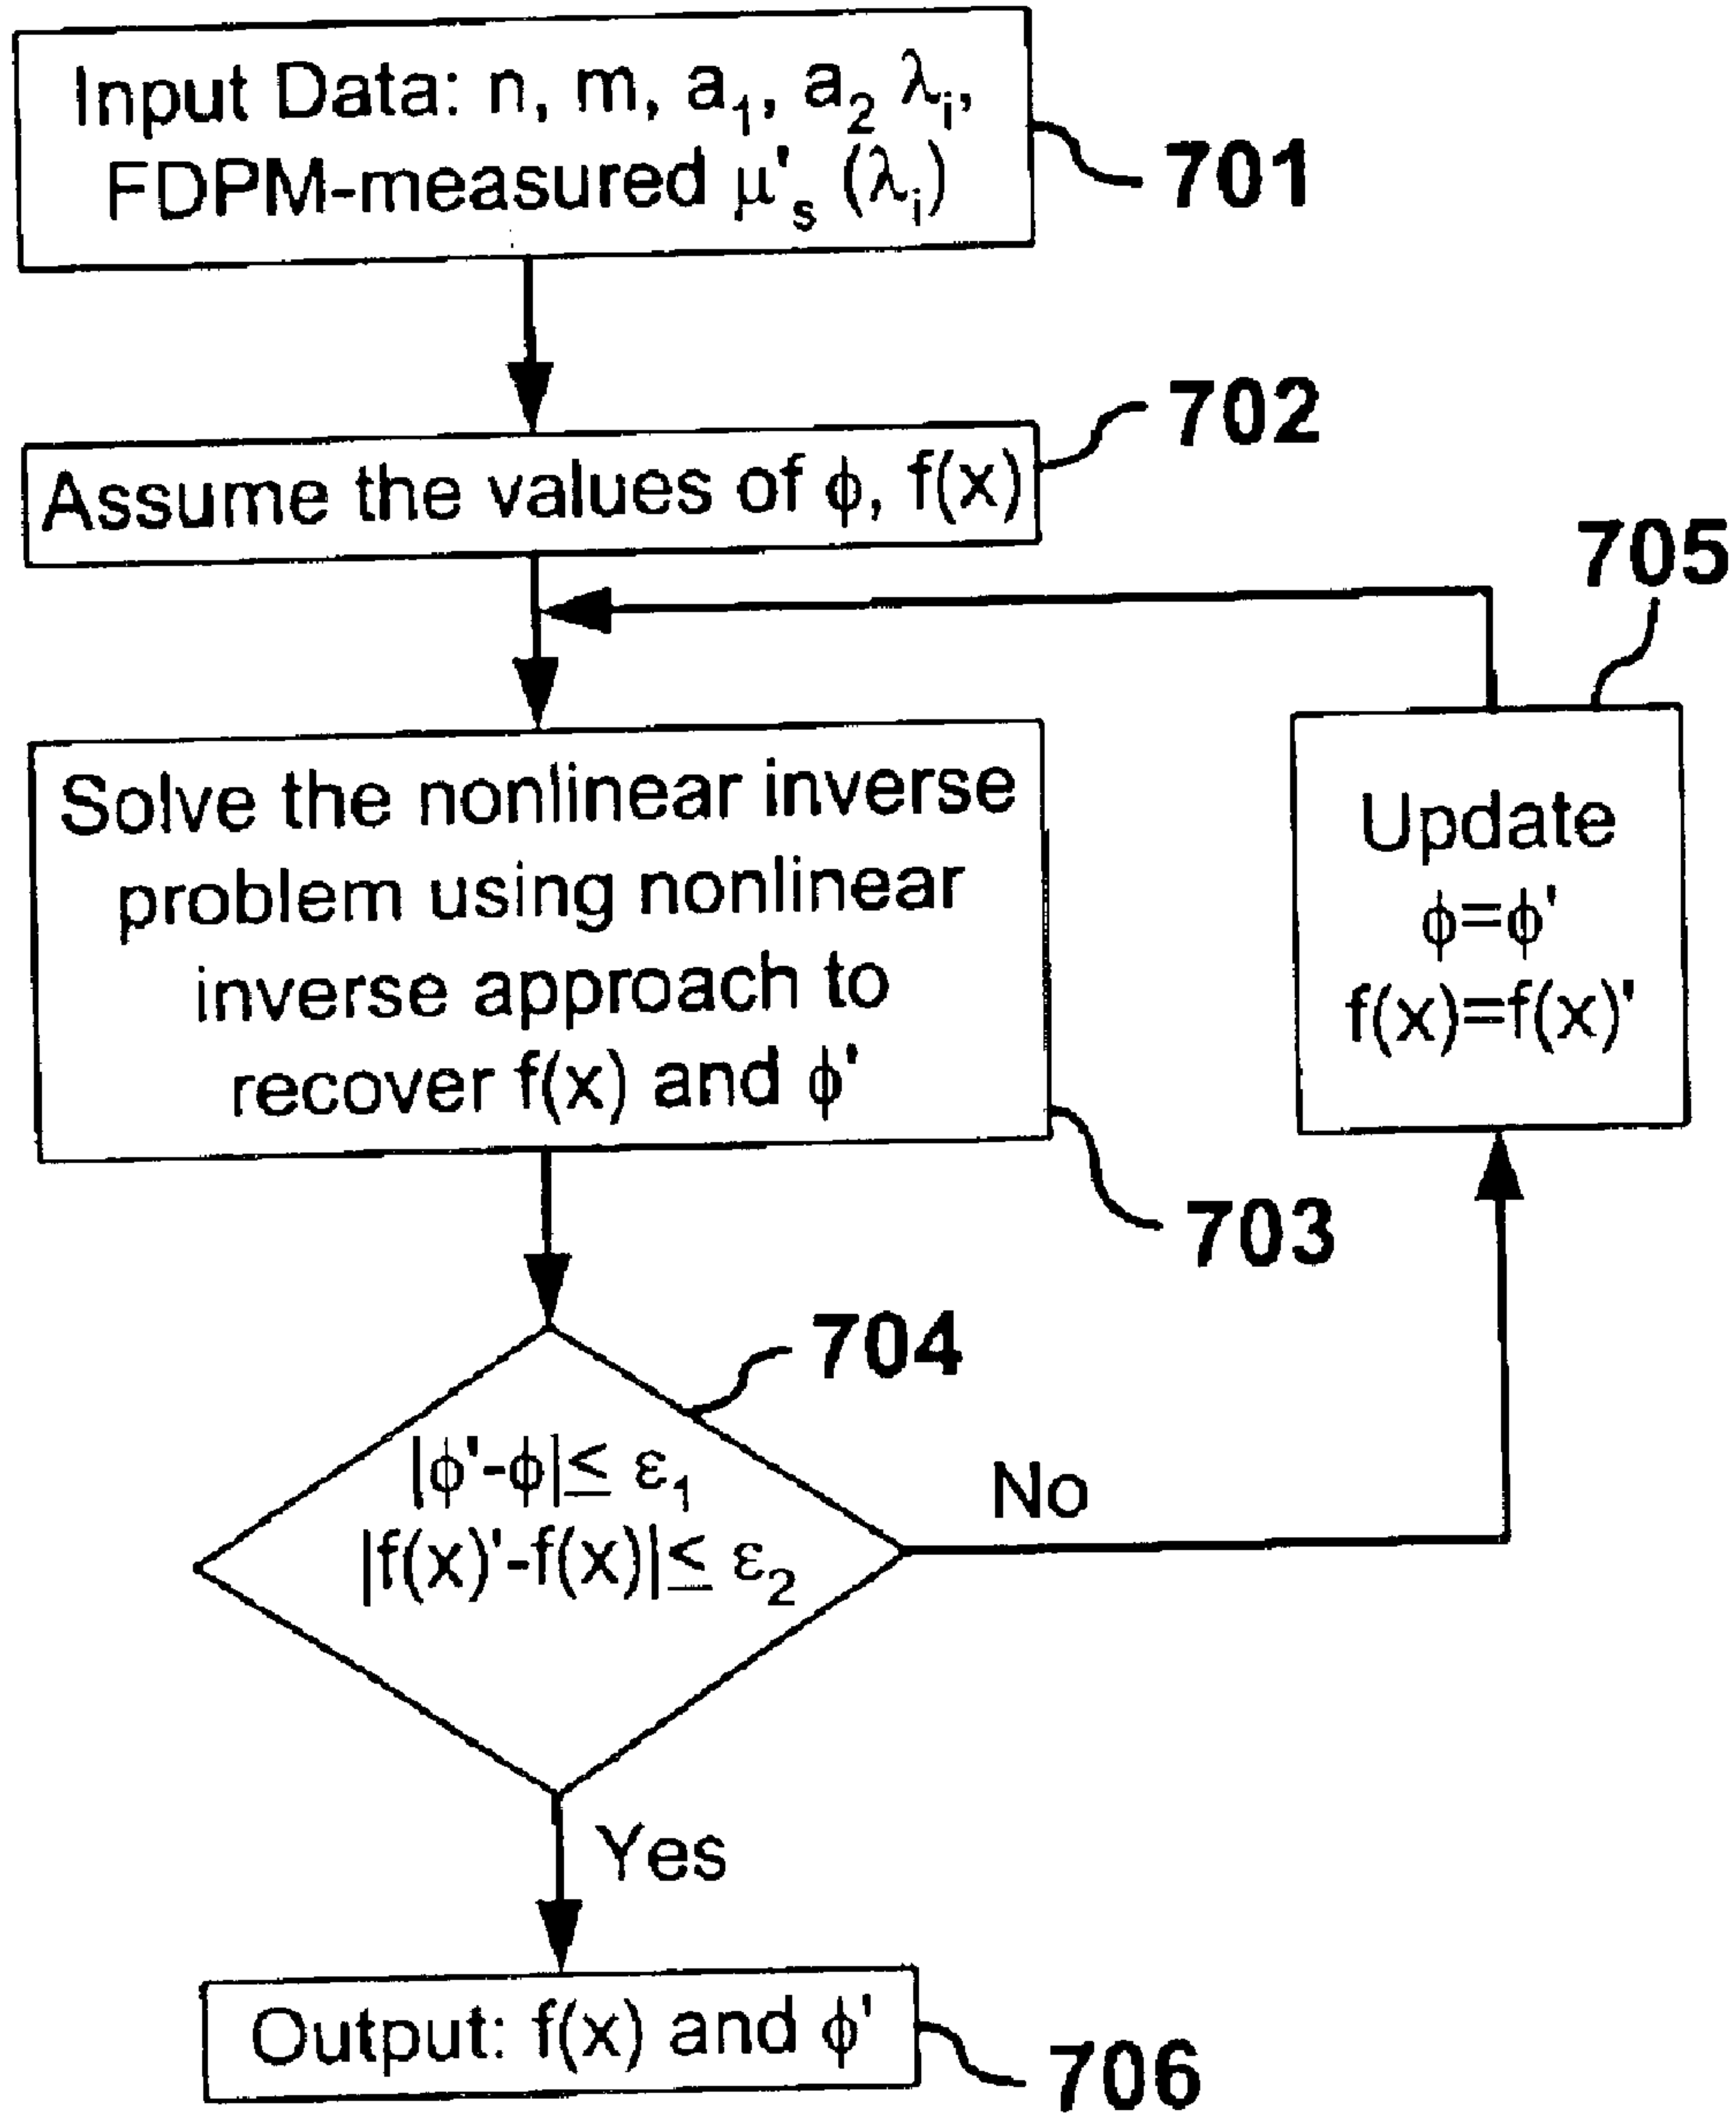 Input Data: n, m, a₁, a₂ λᵢ,
FDPM-measured μ'ₛ (λᵢ)
701
702
Assume the values of ϕ, f(x)
705
Solve the nonlinear inverse
problem using nonlinear
inverse approach to
recover f(x) and ϕ'
703
Update
ϕ=ϕ'
f(x)=f(x)'
704
|ϕ'-ϕ|≤ ε₁
|f(x)'-f(x)|≤ ε₂
No
Yes
Output: f(x) and ϕ'
706